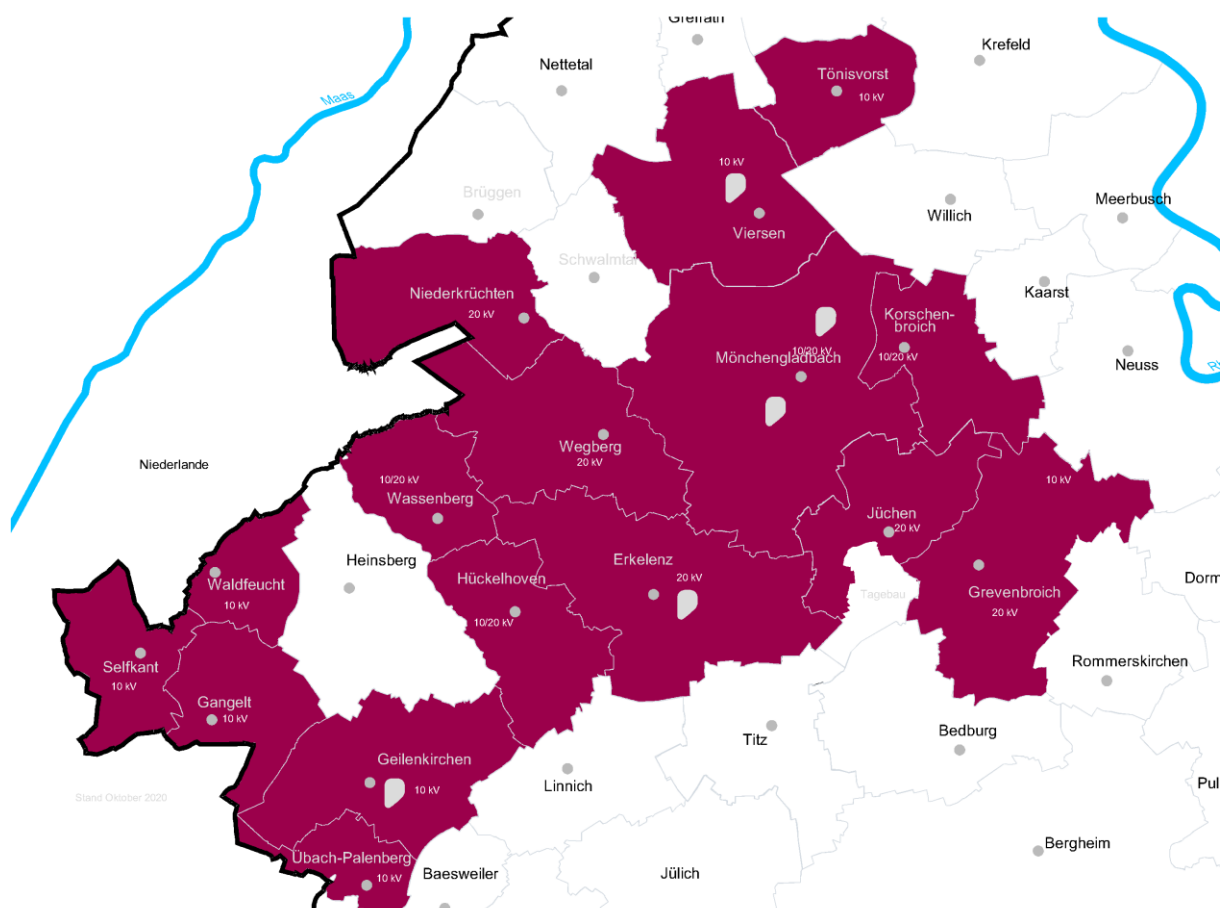 Grefrath
Krefeld
Nettetal
Tönisvorst
10 kV
Maas
10 kV
Brüggen
Meerbusch
Willich
Viersen
Schwalmtal
Kaarst
Niederkrüchten
20 kV
Korschen-
broich
10/20 kV
Mönchengladbach
10/20 kV
Neuss
Wegberg
20 kV
Niederlande
10/20 kV
Wassenberg
10 kV
Jüchen
20 kV
Heinsberg
Hückelhoven
10/20 kV
Erkelenz
20 kV
Waldfeucht
10 kV
Tagebau
Grevenbroich
20 kV
Dorm
Selfkant
10 kV
Rommerskirchen
Gangelt
10 kV
Titz
Bedburg
Geilenkirchen
10 kV
Linnich
Pul
Stand Oktober 2020
Übach-Palenberg
10 kV
Baesweiler
Jülich
Bergheim